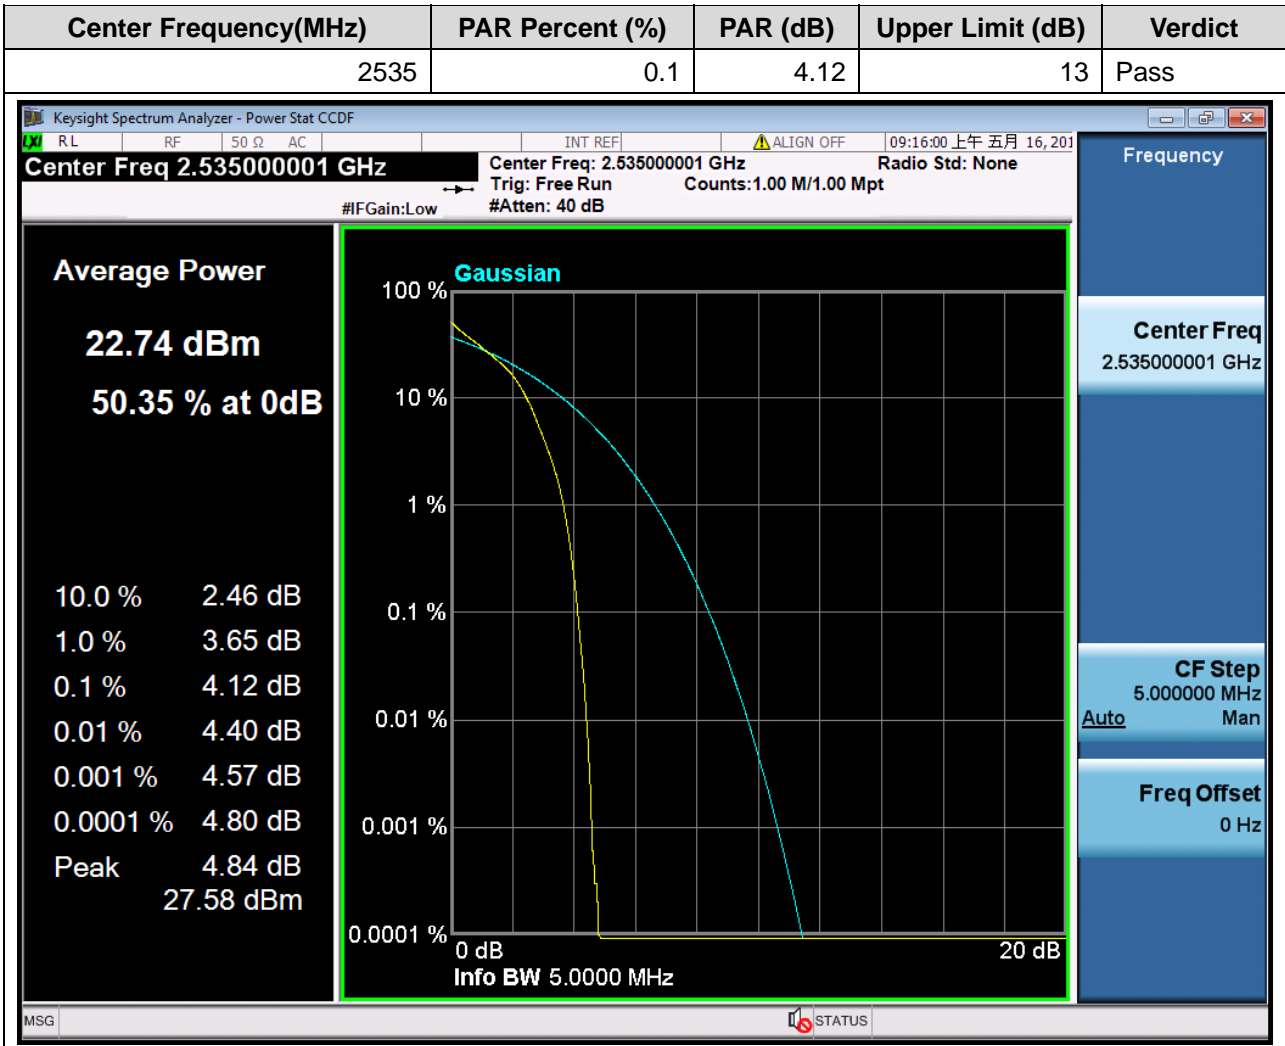 Center Frequency(MHz) PAR Percent (%) PAR (dB) Upper Limit (dB) Verdict
2535 0.1 4.12 13 Pass
Keysight Spectrum Analyzer - Power Stat CCDF
LXI RL RF 50 Ω AC INT REF ALIGN OFF 09:16:00 上午 五月 16, 201
Center Freq 2.535000001 GHz
#IFGain:Low
Center Freq: 2.535000001 GHz Radio Std: None
Trig: Free Run Counts:1.00 M/1.00 Mpt
#Atten: 40 dB
Average Power
22.74 dBm
50.35 % at 0dB
10.0 % 2.46 dB
1.0 % 3.65 dB
0.1 % 4.12 dB
0.01 % 4.40 dB
0.001 % 4.57 dB
0.0001 % 4.80 dB
Peak 4.84 dB
27.58 dBm
Gaussian
100 %
10 %
1 %
0.1 %
0.01 %
0.001 %
0.0001 %
0 dB 20 dB
Info BW 5.0000 MHz
Frequency
Center Freq
2.535000001 GHz
CF Step
5.000000 MHz
Auto Man
Freq Offset
0 Hz
MSG STATUS